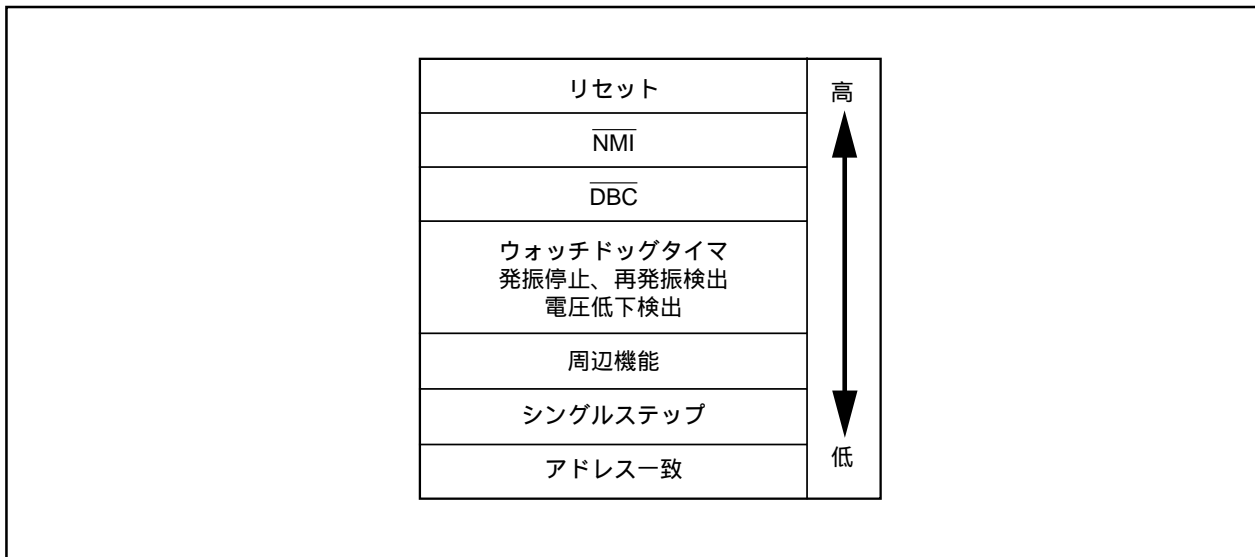 リセット
高
NMI
DBC
ウォッチドッグタイマ
発振停止、再発振検出
電圧低下検出
周辺機能
シングルステップ
アドレス一致
低